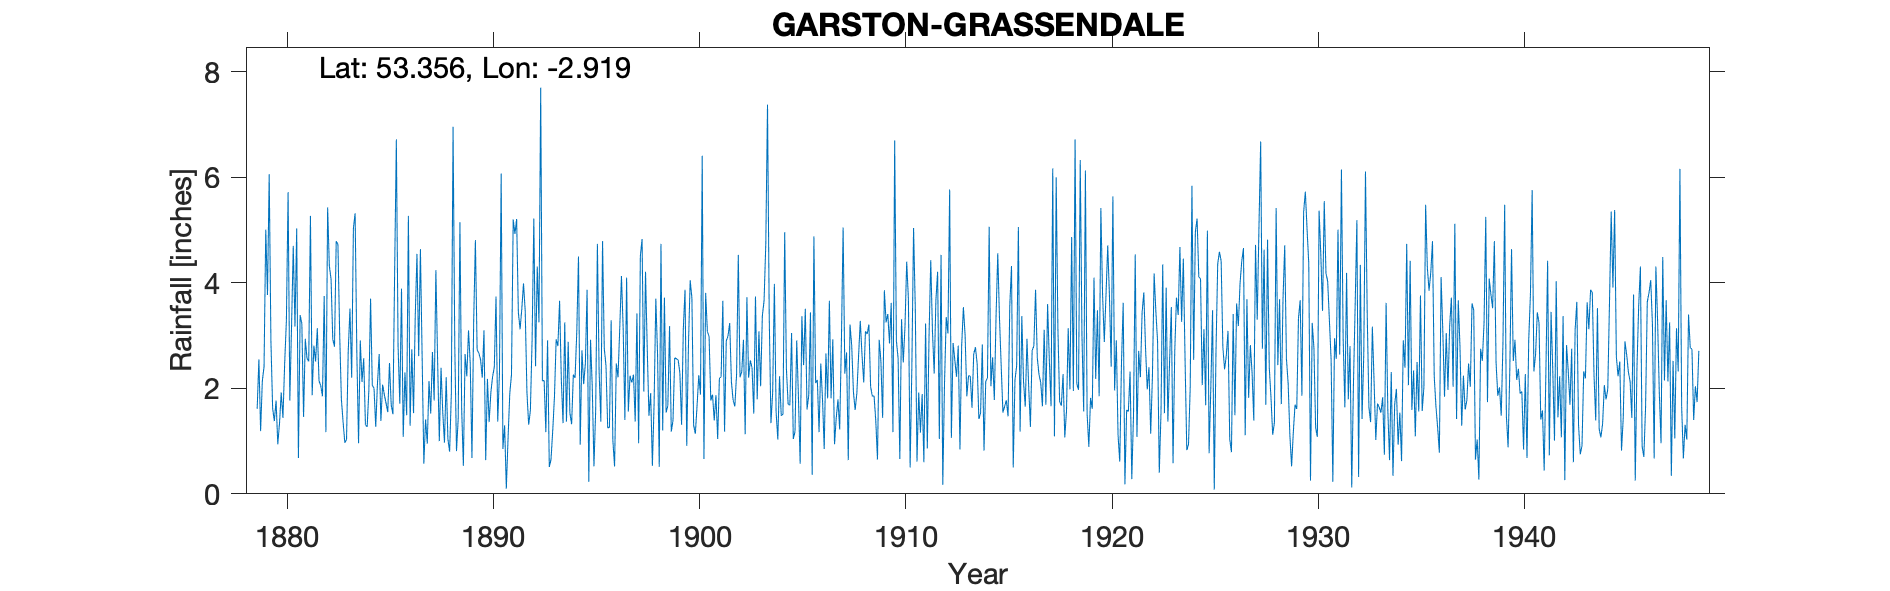 GARSTON-GRASSENDALE
Lat: 53.356, Lon: -2.919
Rainfall [inches]
8
6
4
2
0
1880 1890 1900 1910 1920 1930 1940
Year